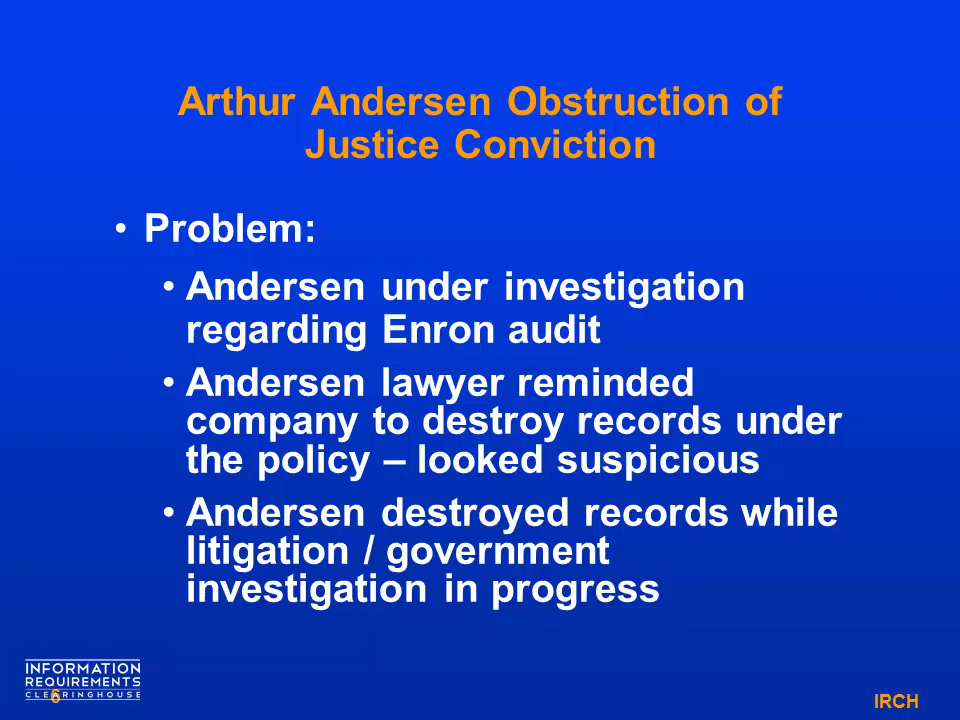 Arthur Andersen Obstruction of
Justice Conviction
• Problem:
• Andersen under investigation
regarding Enron audit
• Andersen lawyer reminded
company to destroy records under
the policy – looked suspicious
• Andersen destroyed records while
litigation / government
investigation in progress
INFORMATION
REQUIREMENTS
CLEARINGHOUSE
6
IRCH